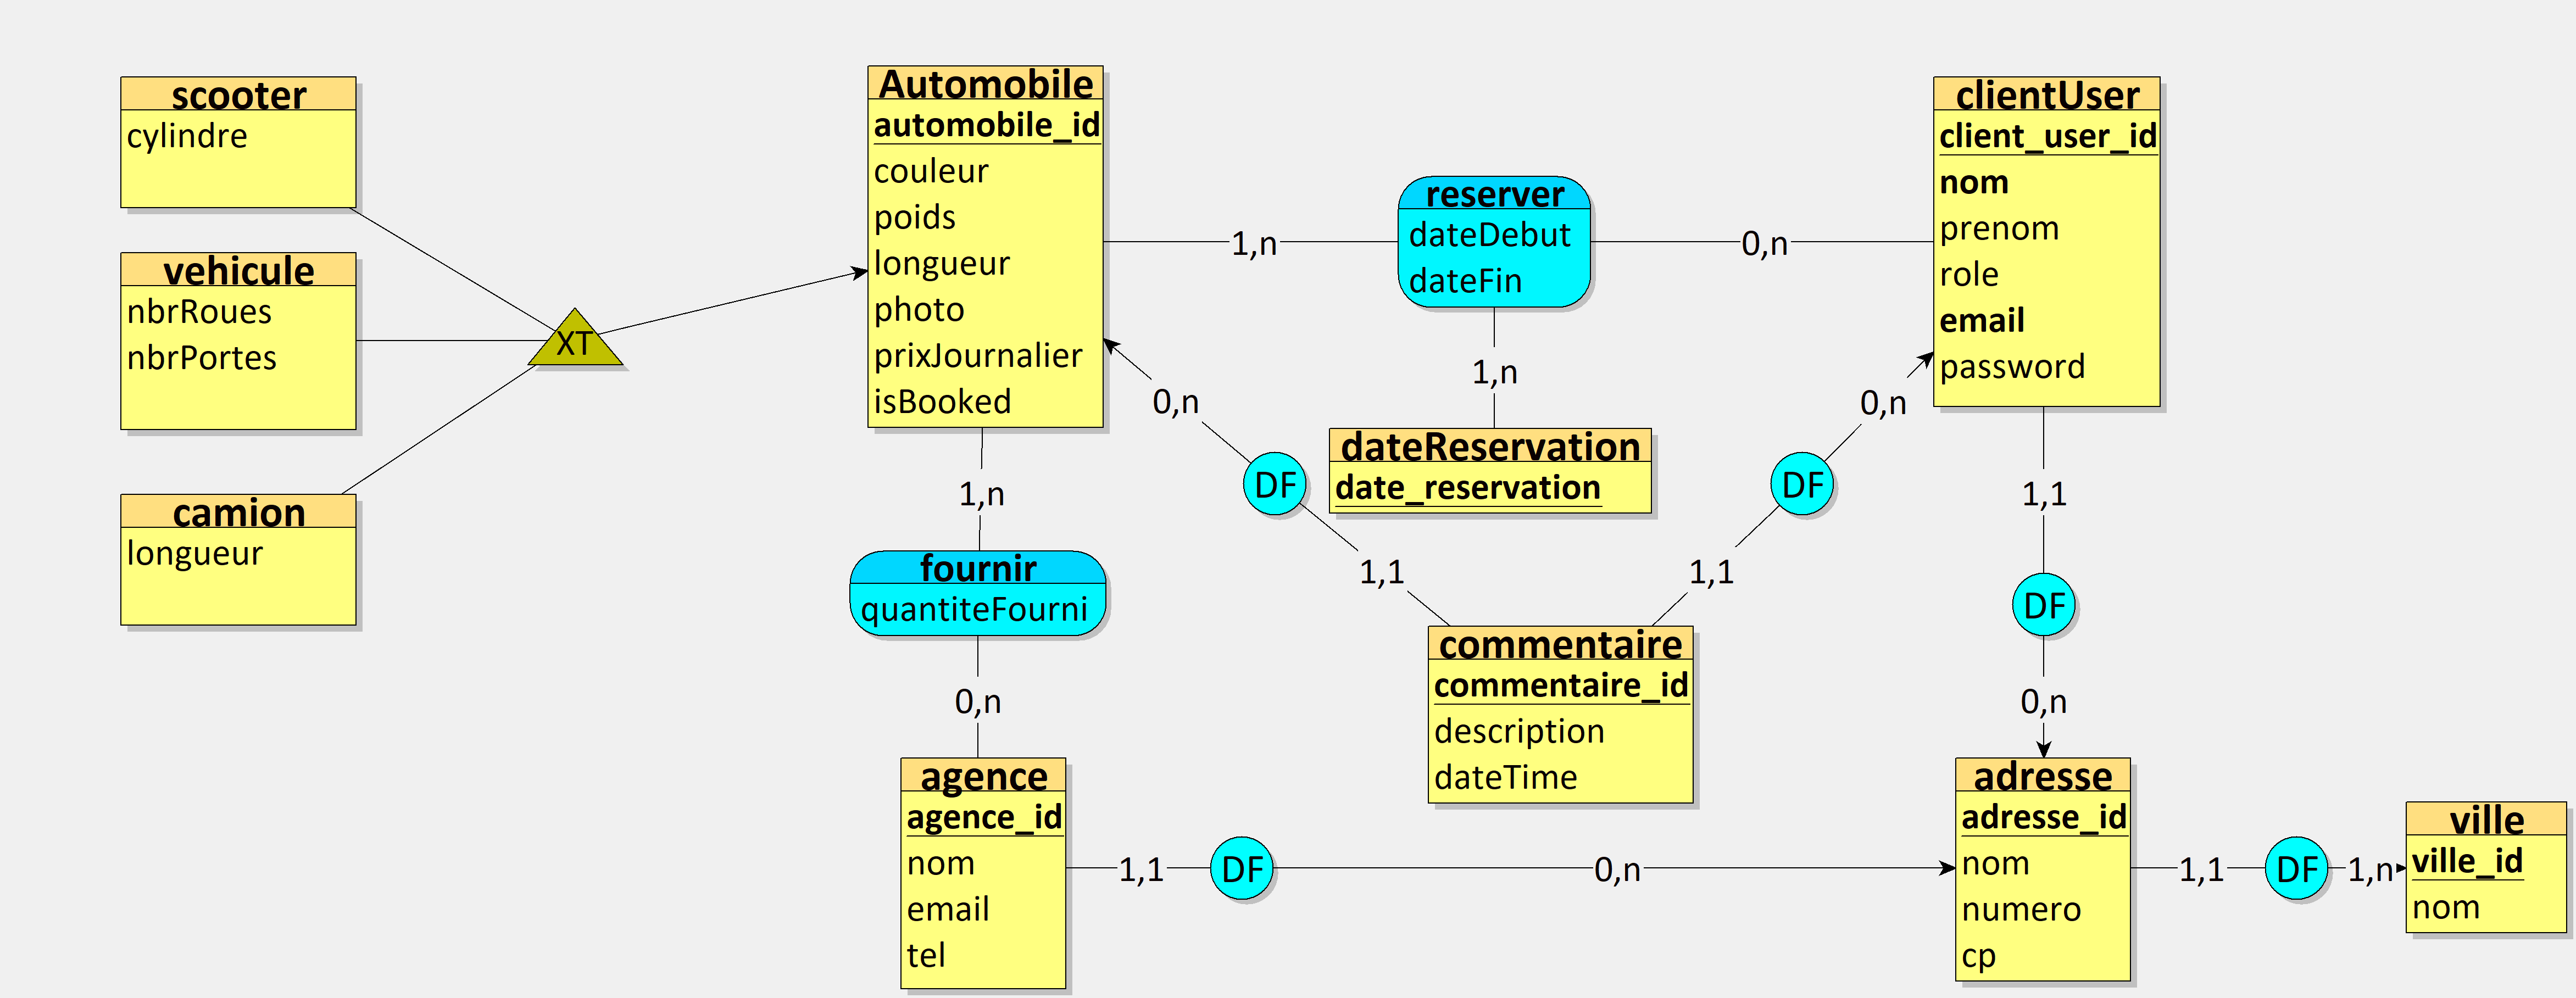 scooter
cylindre
vehicule
nbrRoues
nbrPortes
camion
longueur
XT
Automobile
automobile_id
couleur
poids
longueur
photo
prixJournalier
isBooked
1,n
reserver
dateDebut
dateFin
0,n
clientUser
client_user_id
nom
prenom
role
email
password
1,n
dateReservation
date_reservation
0,n
DF
1,1
0,n
DF
1,1
commentaire
commentaire_id
description
dateTime
1,n
fournir
quantiteFourni
0,n
agence
agence_id
nom
email
tel
1,1
DF
0,n
1,1
DF
0,n
adresse
adresse_id
nom
numero
cp
1,1
DF
1,n
ville
ville_id
nom